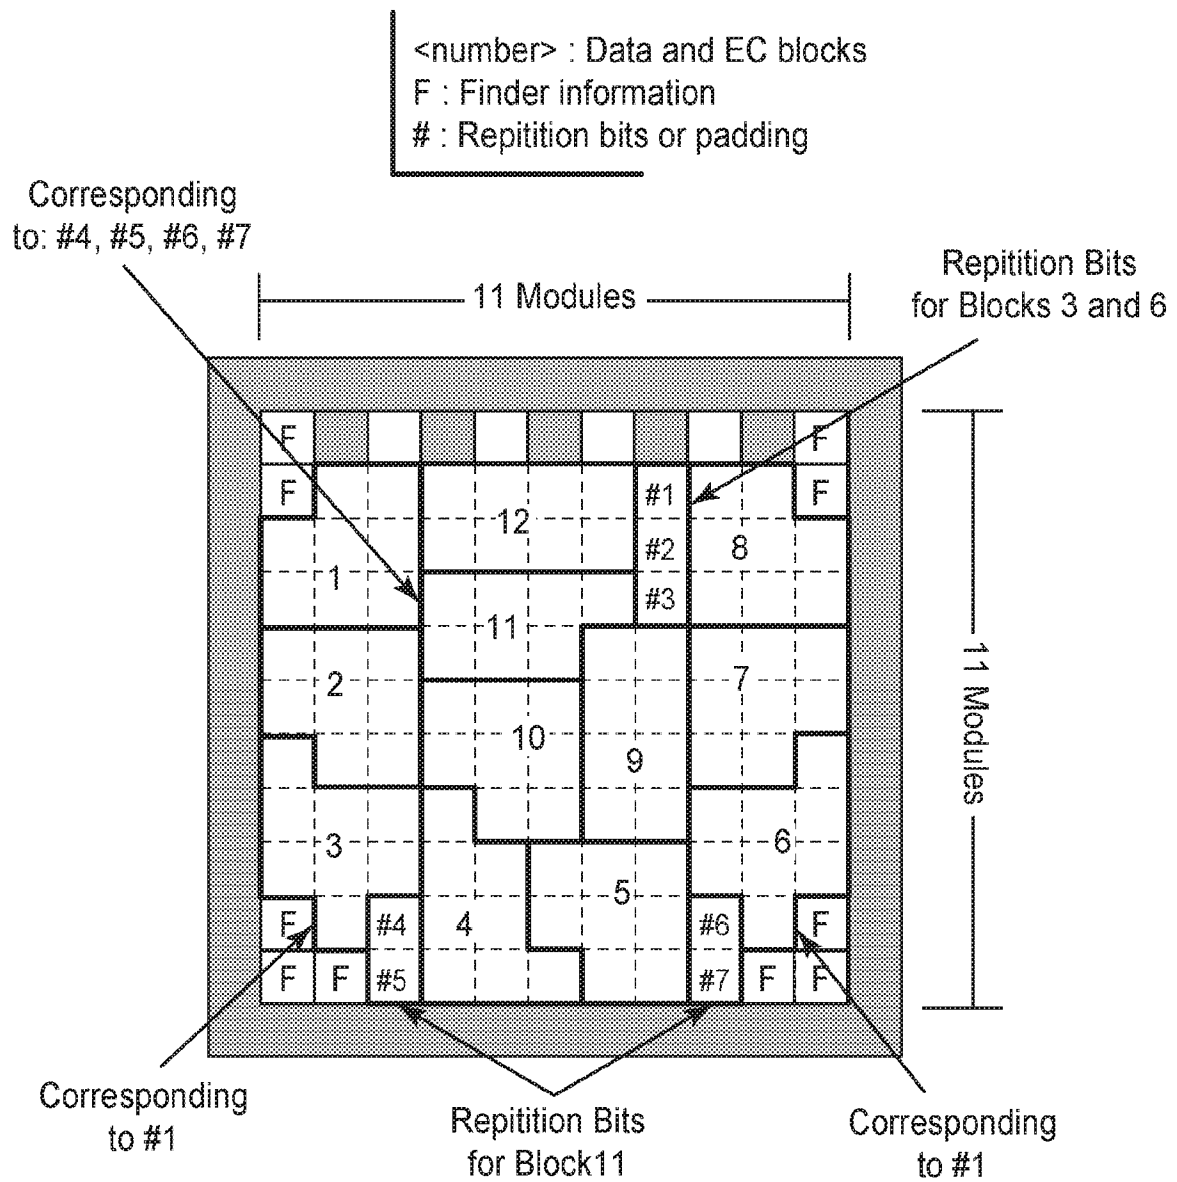 <number> : Data and EC blocks
F : Finder information
# : Repitition bits or padding
Corresponding
to: #4, #5, #6, #7
Repitition Bits
for Blocks 3 and 6
11 Modules
F F
F #1 F
12
#2 8
1
#3
11
2 7
10
9
3 6
5
F #4 4 #6 F
F F #5 #7 F F
11 Modules
Corresponding
to #1
Repitition Bits
for Block11
Corresponding
to #1